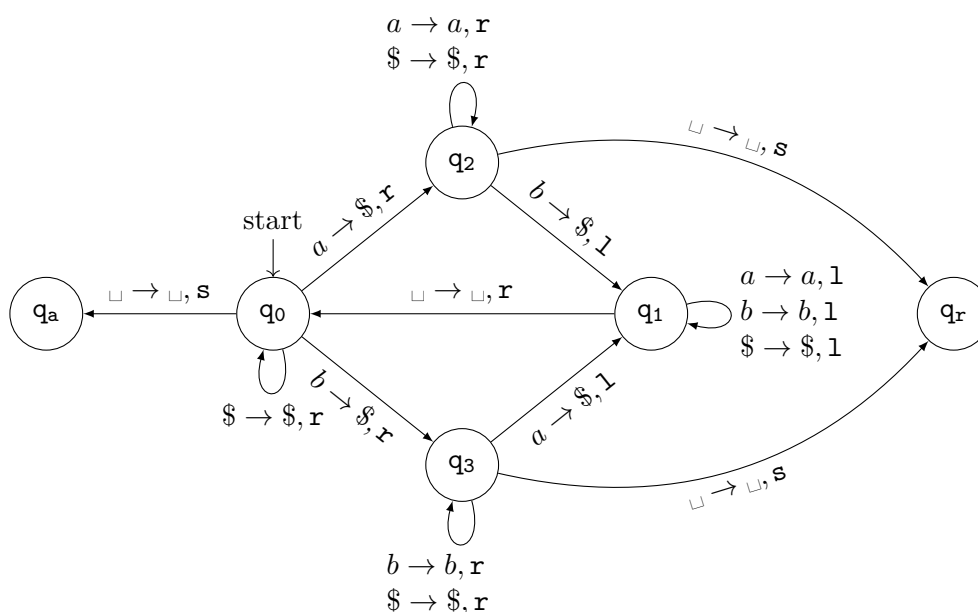 a → a, r
$ → $, r
q2
␣ → ␣, s
a → $, r
b → $, l
start
qa
␣ → ␣, s
q0
␣ → ␣, r
q1
a → a, l
b → b, l
$ → $, l
qr
$ → $, r
b → $, r
a → $, l
q3
␣ → ␣, s
b → b, r
$ → $, r